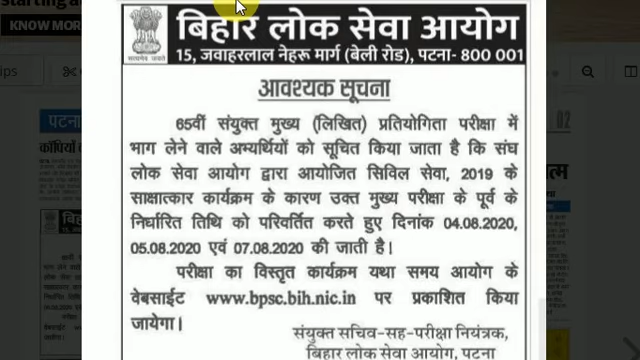 starting a
KNOW MORE
ips
बिहार लोक सेवा आयोग
15, जवाहरलाल नेहरू मार्ग (बेली रोड), पटना- 800 001
आवश्यक सूचना
65वीं संयुक्त मुख्य (लिखित) प्रतियोगिता परीक्षा में
भाग लेने वाले अभ्यर्थियों को सूचित किया जाता है कि संघ
लोक सेवा आयोग द्वारा आयोजित सिविल सेवा, 2019 के
साक्षात्कार कार्यक्रम के कारण उक्त मुख्य परीक्षा के पूर्व के
निर्धारित तिथि को परिवर्तित करते हुए दिनांक 04.08.2020,
05.08.2020 एवं 07.08.2020 की जाती है।
परीक्षा का विस्तृत कार्यक्रम यथा समय आयोग के
वेबसाईट www.bpsc.bih.nic.in पर प्रकाशित किया
जायेगा।
संयुक्त सचिव-सह-परीक्षा नियंत्रक,
बिहार लोक सेवा आयोग, पटना
पटना
02